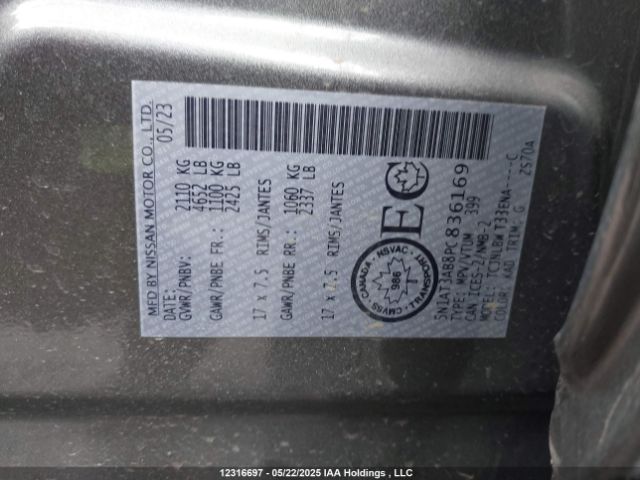 MFD BY NISSAN MOTOR CO., LTD.
05/23
GVWR/PNBV: 2110 KG
4652 LB
GAWR/PNBE FR.: 1100 KG
2425 LB
17 x 7.5 RIMS/JANTES
GAWR/PNBE RR.: 1060 KG
2337 LB
17 x 7.5 RIMS/JANTES
EC
CANADA · NSVAC
986
CMVSS TRANSPORT
5N1AT3AB8PC836169
TYPE: MPV/VTUM 399
CAN ICES-2/NMB-2
COLOR: KAD TRIM: G Z570A
12316697 - 05/22/2025 IAA Holdings , LLC